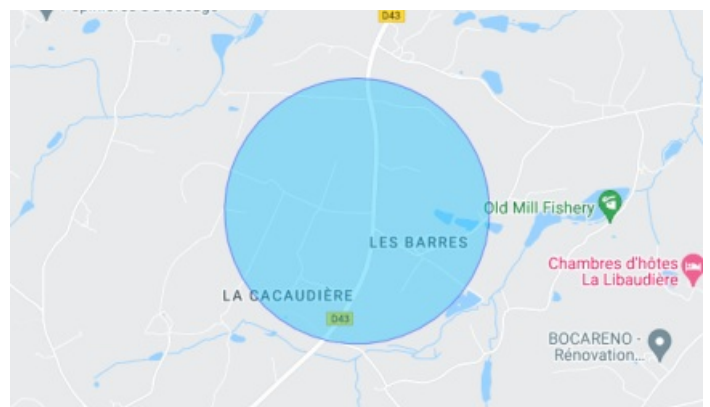 D43
Old Mill Fishery
LES BARRES
Chambres d'hôtes
La Libaudière
LA CACAUDIÈRE
D43
BOCARENO -
Rénovation...